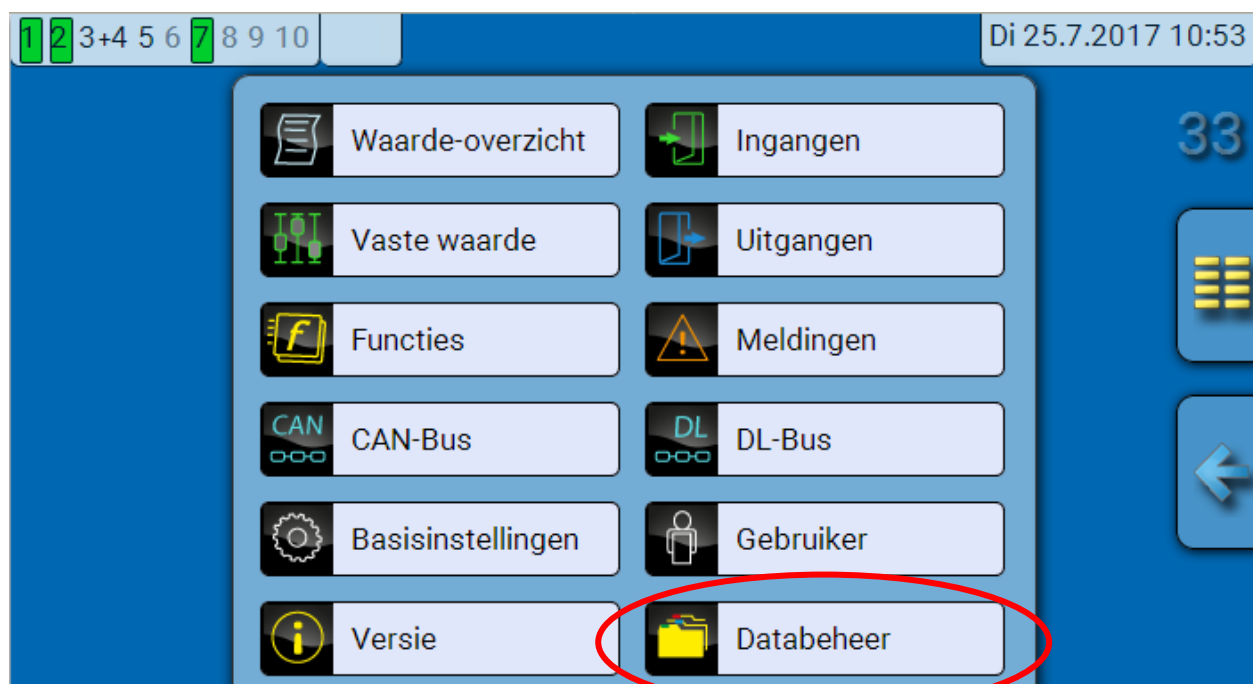 1 2 3+4 5 6 7 8 9 10
Di 25.7.2017 10:53
33
Waarde-overzicht
Ingangen
Vaste waarde
Uitgangen
f Functies
Meldingen
CAN CAN-Bus
DL DL-Bus
Basisinstellingen
Gebruiker
i Versie
Databeheer